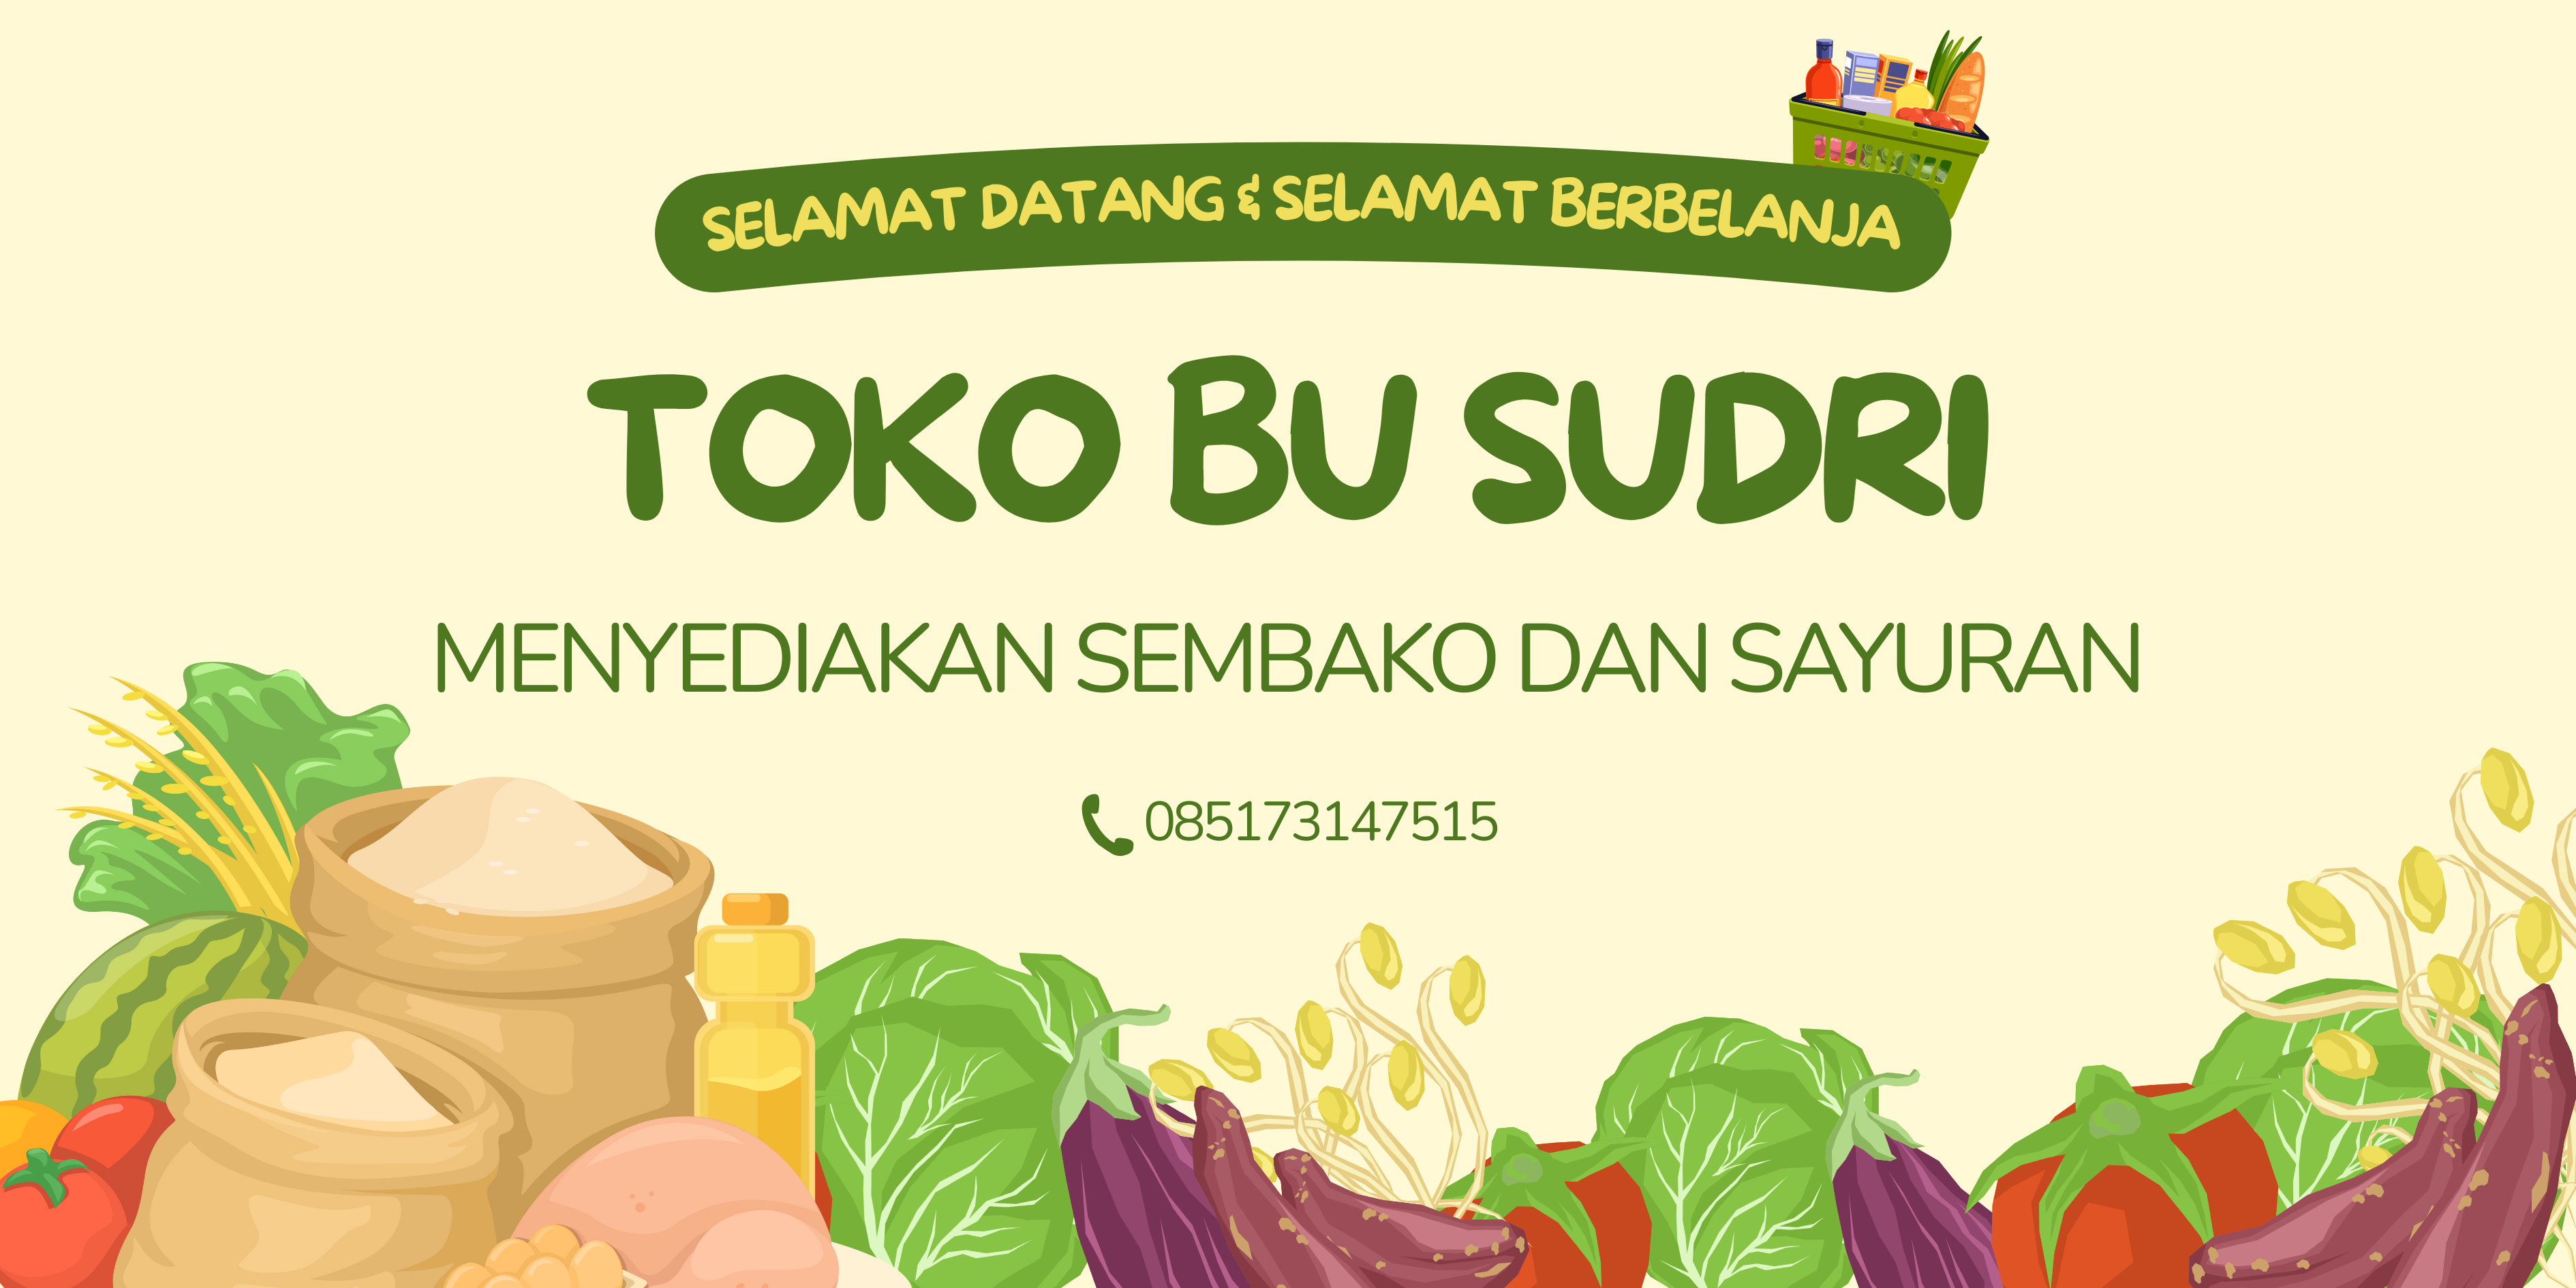 SELAMAT DATANG & SELAMAT BERBELANJA
TOKO BU SUDRI
MENYEDIAKAN SEMBAKO DAN SAYURAN
085173147515